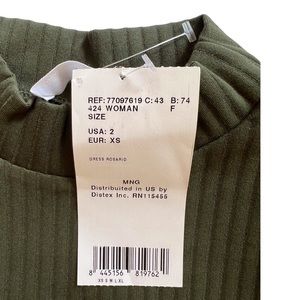 REF:77097619 C:43 B:74
424 WOMAN F
SIZE
USA: 2
EUR: XS
DRESS ROSARIO
MNG
Distributed in US by
Distex Inc. RN115455
8 445156 819762
XS S M L XL